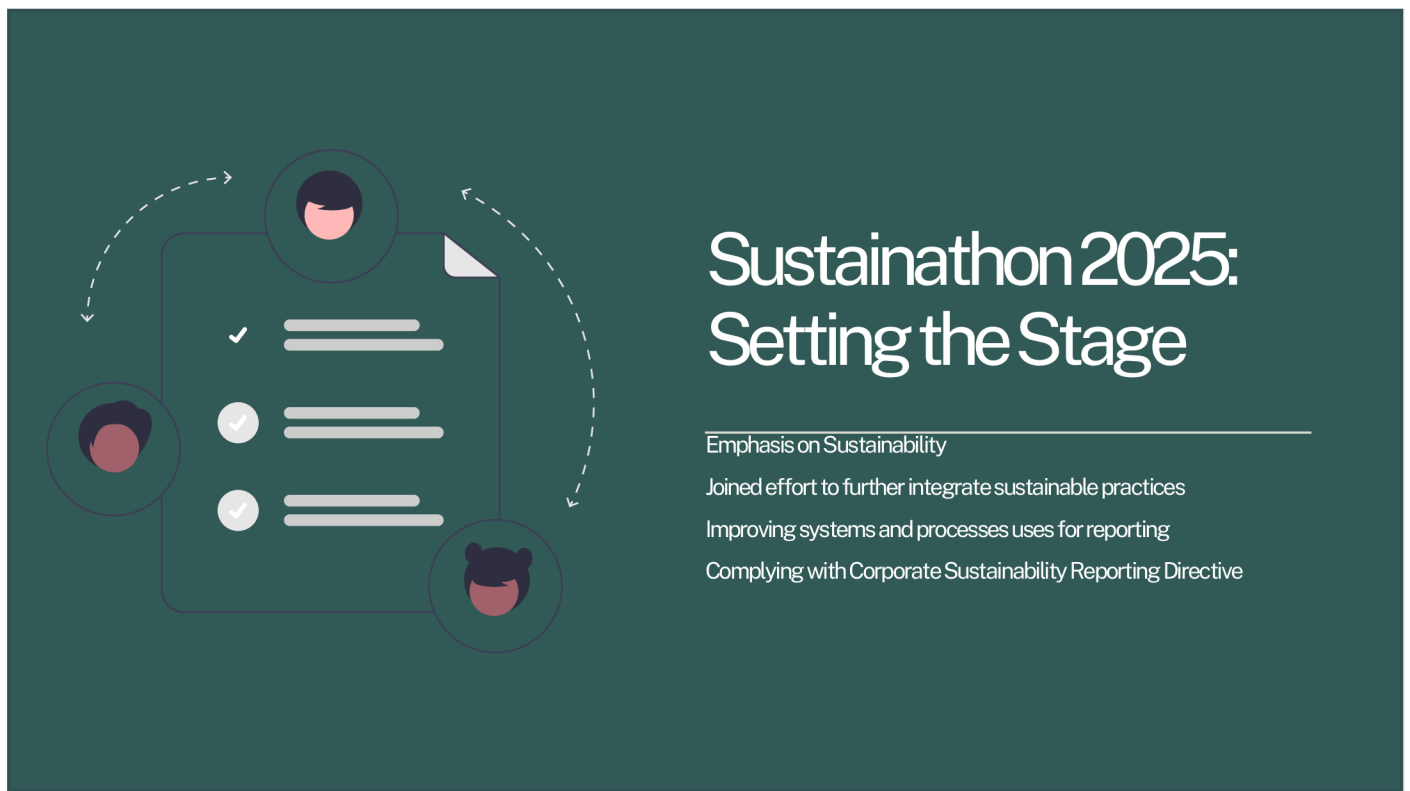 Sustainathon 2025:
Setting the Stage
Emphasis on Sustainability
Joined effort to further integrate sustainable practices
Improving systems and processes uses for reporting
Complying with Corporate Sustainability Reporting Directive